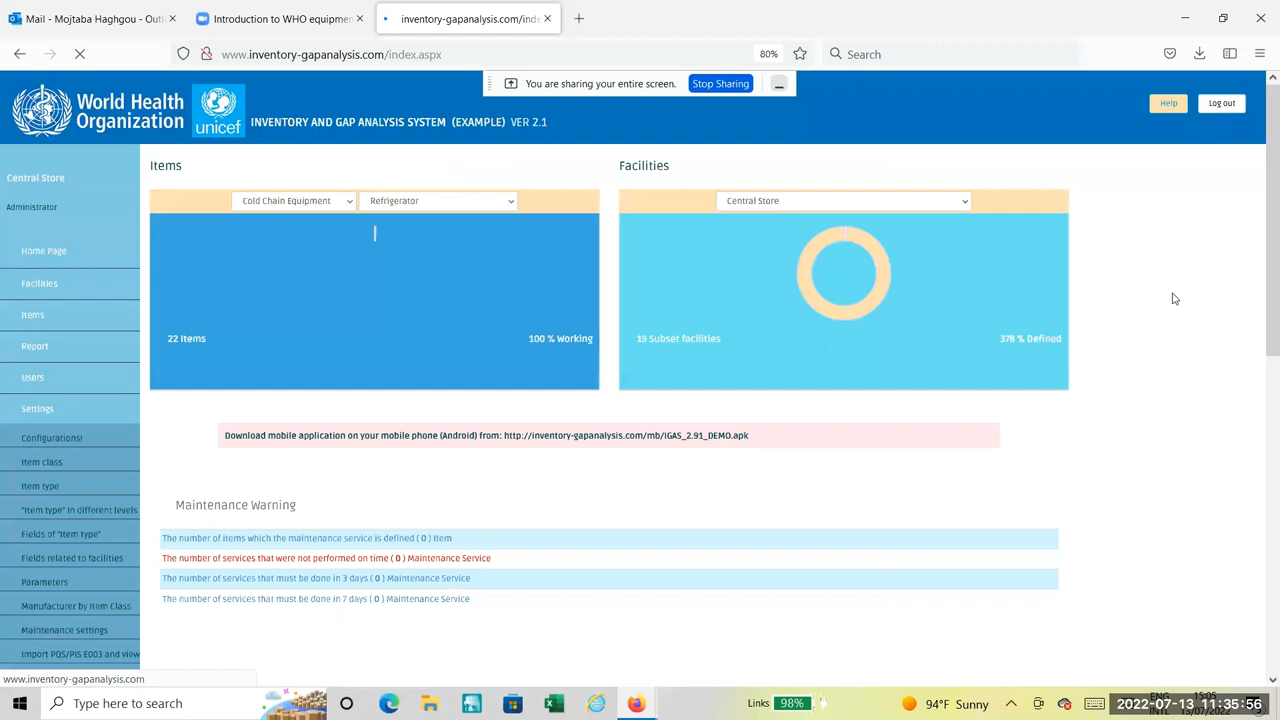 Mail - Mojtaba Haghgou - Outl
Introduction to WHO equipmen
inventory-gapanalysis.com/inde
www.inventory-gapanalysis.com/index.aspx
80%
Search
You are sharing your entire screen.
Stop Sharing
World Health Organization
unicef
INVENTORY AND GAP ANALYSIS SYSTEM (EXAMPLE) VER 2.1
Help
Log out
Central Store
Administrator
Home Page
Facilities
Items
Report
Users
Settings
Configurations!
Item class
Item type
"Item type" In different levels
Fields of "Item type"
Fields related to facilities
Parameters
Manufacturer by Item Class
Maintenance settings
Import PQS/PIS E003 and view
Items
Cold Chain Equipment
Refrigerator
22 Items
100 % Working
Facilities
Central Store
19 Subset facilities
378 % Defined
Download mobile application on your mobile phone (Android) from: http://inventory-gapanalysis.com/mb/IGAS_2.91_DEMO.apk
Maintenance Warning
The number of items which the maintenance service is defined ( 0 ) Item
The number of services that were not performed on time ( 0 ) Maintenance Service
The number of services that must be done in 3 days ( 0 ) Maintenance Service
The number of services that must be done in 7 days ( 0 ) Maintenance Service
www.inventory-gapanalysis.com
Type here to search
Links
98%
94°F Sunny
ENG
INTL
15:05
13/07/2022
2022-07-13 11:35:56